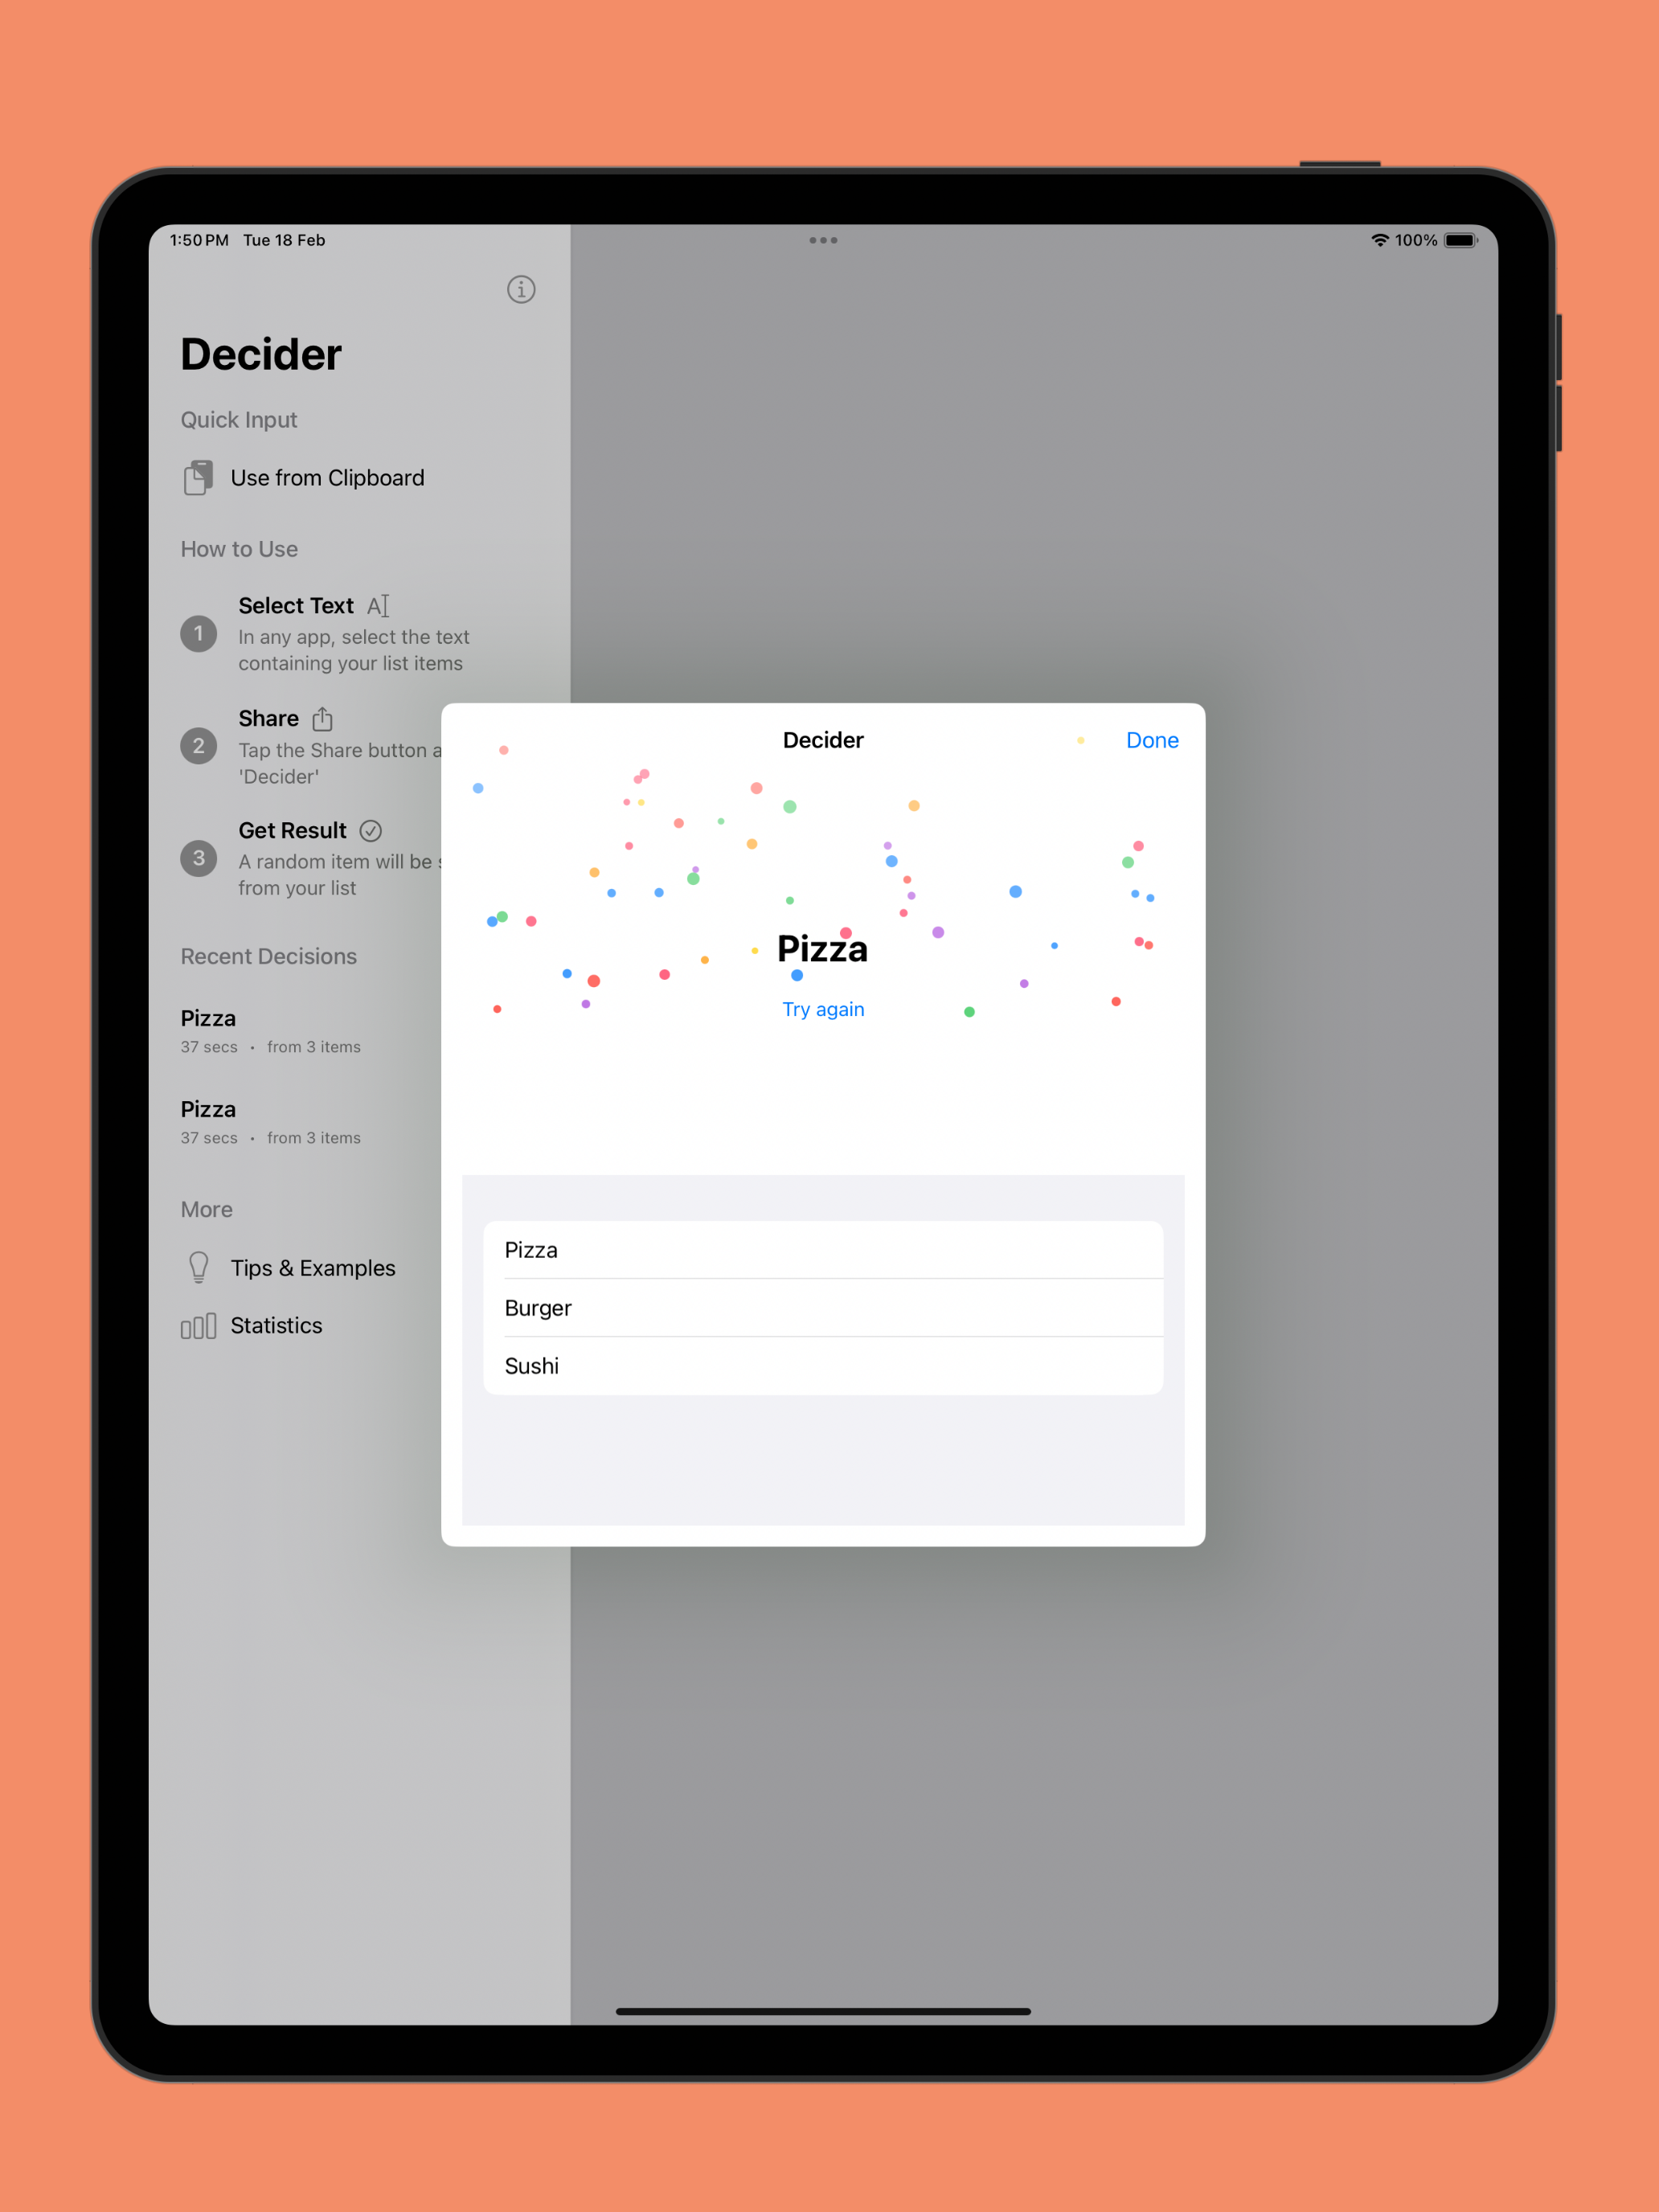 1:50 PM Tue 18 Feb
100%
Decider
Quick Input
Use from Clipboard
How to Use
1
Select Text
In any app, select the text
containing your list items
2
Share
Tap the Share button
'Decider'
3
Get Result
A random item will be
from your list
Recent Decisions
Pizza
37 secs • from 3 items
Pizza
37 secs • from 3 items
More
Tips & Examples
Statistics
Decider
Done
Pizza
Try again
Pizza
Burger
Sushi